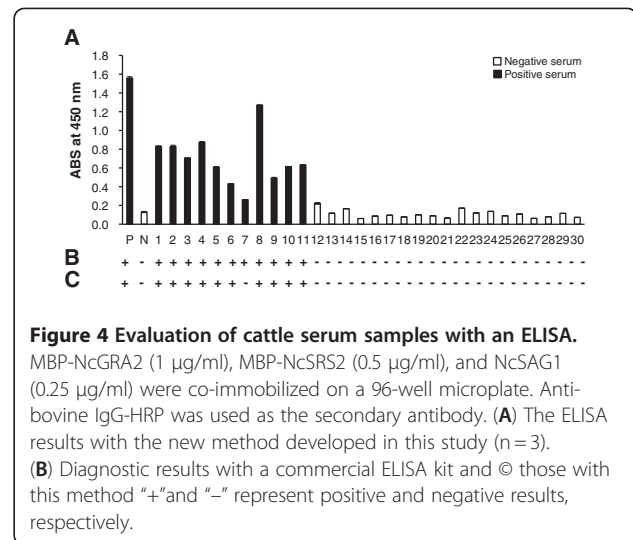 A
□ Negative serum
■ Positive serum
1.8
1.6
1.4
1.2
1.0
0.8
0.6
0.4
0.2
0.0
ABS at 450 nm
P N 1 2 3 4 5 6 7 8 9 10 11 12 13 14 15 16 17 18 19 20 21 22 23 24 25 26 27 28 29 30
B + - + + + + + + - + + + + - - - - - - - - - - - - - - - - - - -
C + - + + + + + + + + + + + - - - - - - - - - - - - - - - - - - -
Figure 4 Evaluation of cattle serum samples with an ELISA.
MBP-NcGRA2 (1 μg/ml), MBP-NcSRS2 (0.5 μg/ml), and NcSAG1
(0.25 μg/ml) were co-immobilized on a 96-well microplate. Anti-
bovine IgG-HRP was used as the secondary antibody. (A) The ELISA
results with the new method developed in this study (n = 3).
(B) Diagnostic results with a commercial ELISA kit and © those with
this method “+”and “–” represent positive and negative results,
respectively.